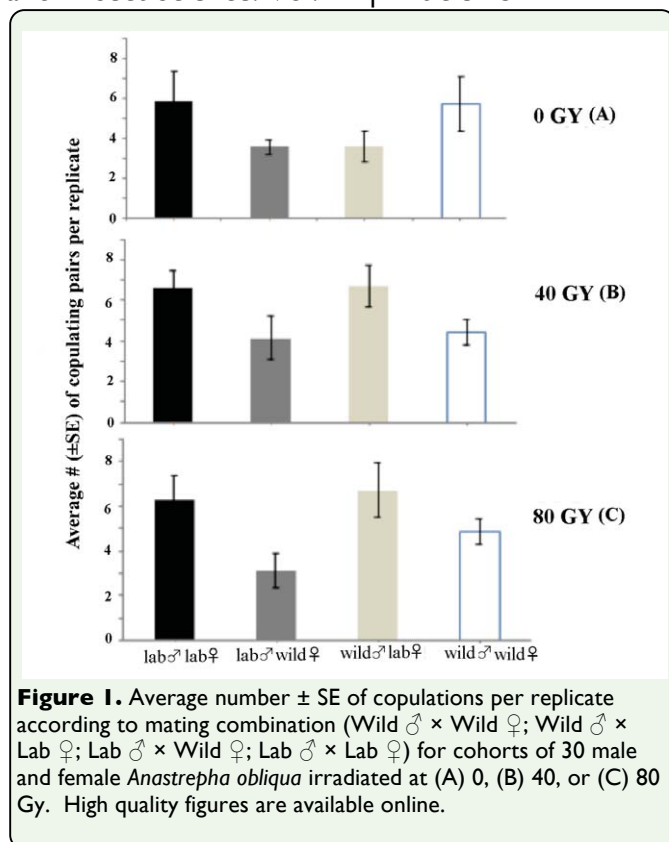 Average # (±SE) of copulating pairs per replicate
8
6
4
2
0
0 GY (A)
8
6
4
2
0
40 GY (B)
8
6
4
2
0
80 GY (C)
lab♂lab♀ lab♂wild♀ wild♂lab♀ wild♂wild♀
Figure 1. Average number ± SE of copulations per replicate
according to mating combination (Wild ♂ × Wild ♀; Wild ♂ ×
Lab ♀; Lab ♂ × Wild ♀; Lab ♂ × Lab ♀) for cohorts of 30 male
and female Anastrepha obliqua irradiated at (A) 0, (B) 40, or (C) 80
Gy. High quality figures are available online.